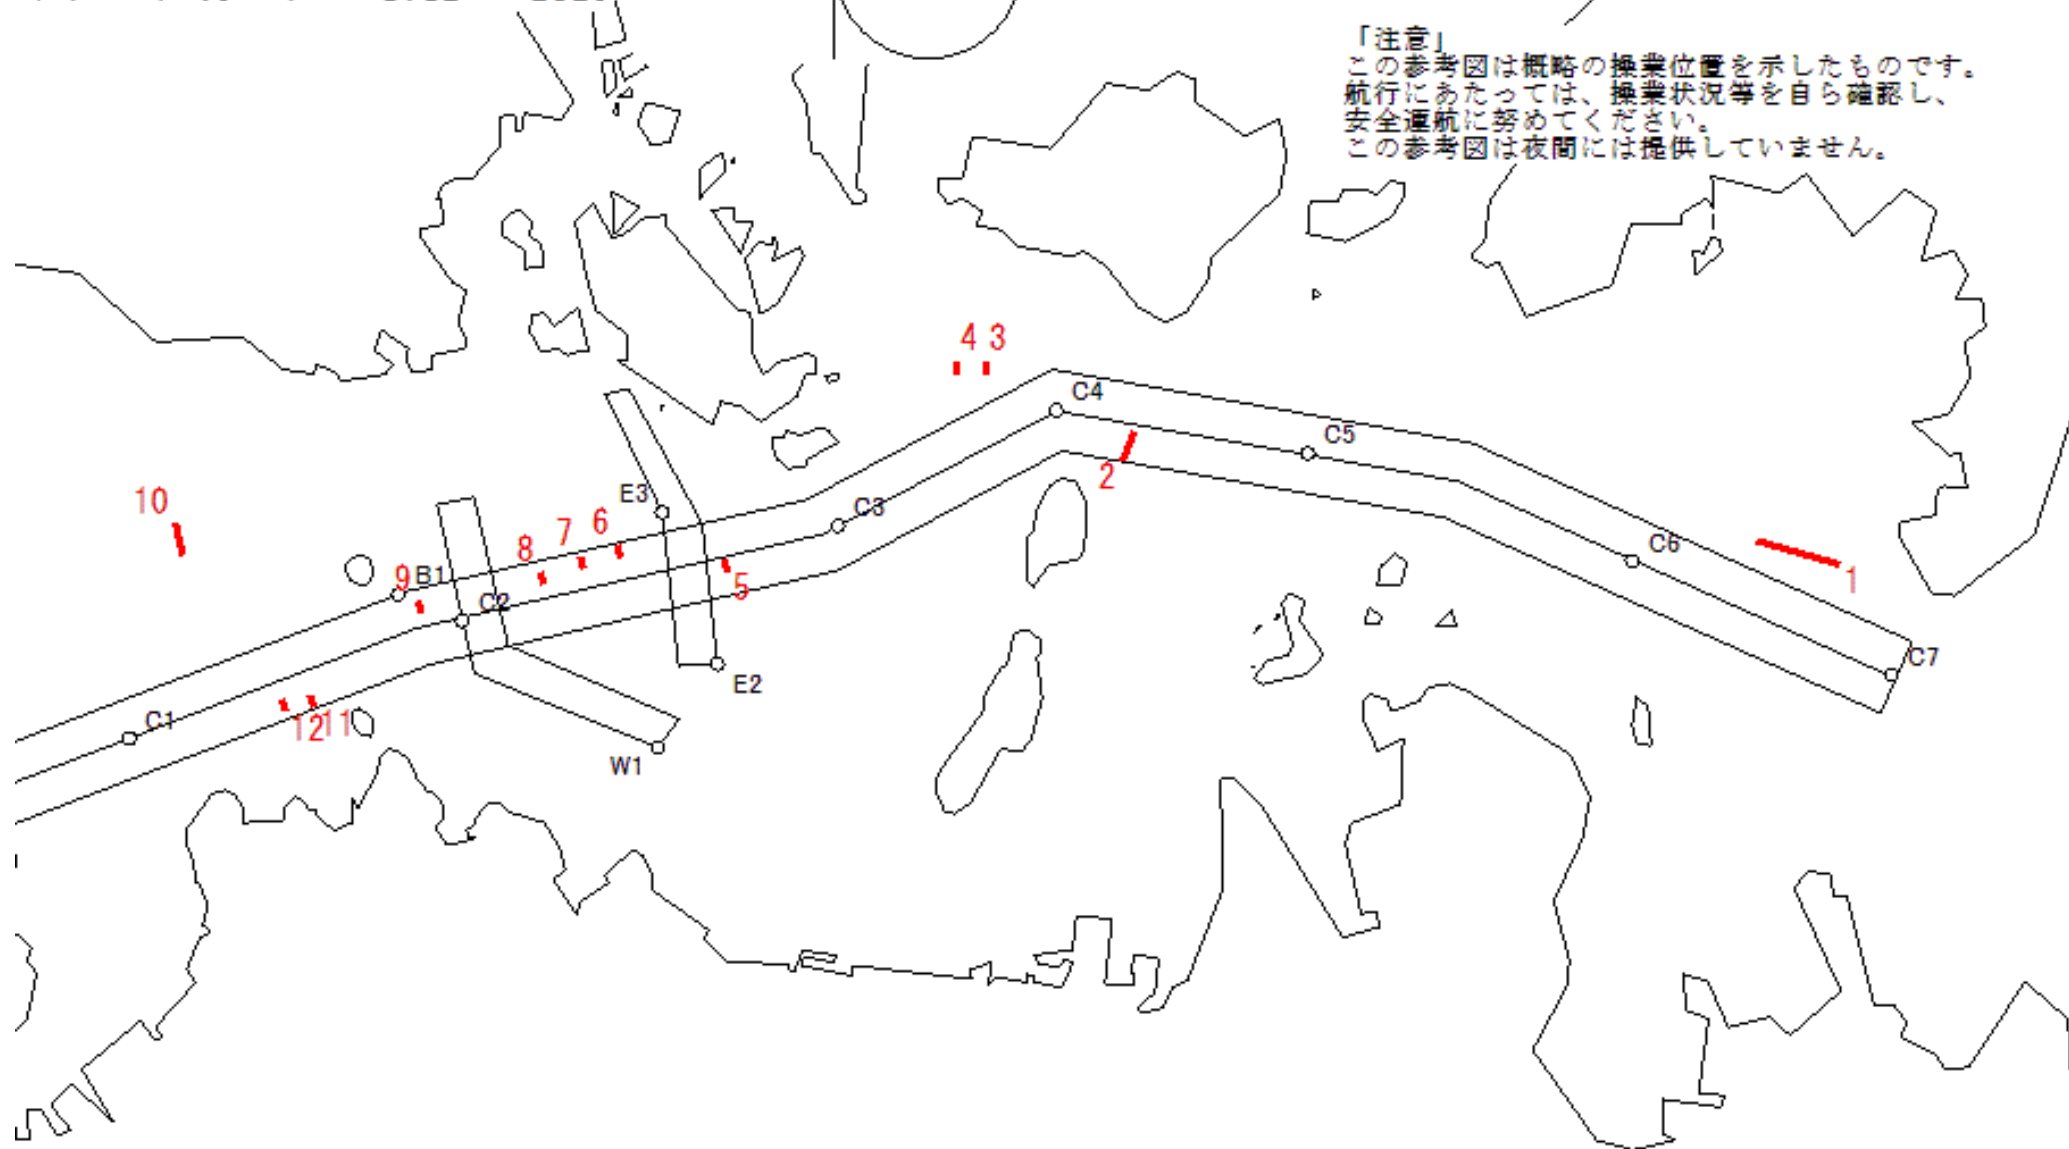 「注意」
この参考図は概略の操業位置を示したものです。
航行にあたっては、操業状況等を自ら確認し、
安全運航に努めてください。
この参考図は夜間には提供していません。
4 3
C4
C5
2
10
E3
C3
6
7
8
C6
1
9 B1
5
C2
C7
E2
C1
12 11
W1